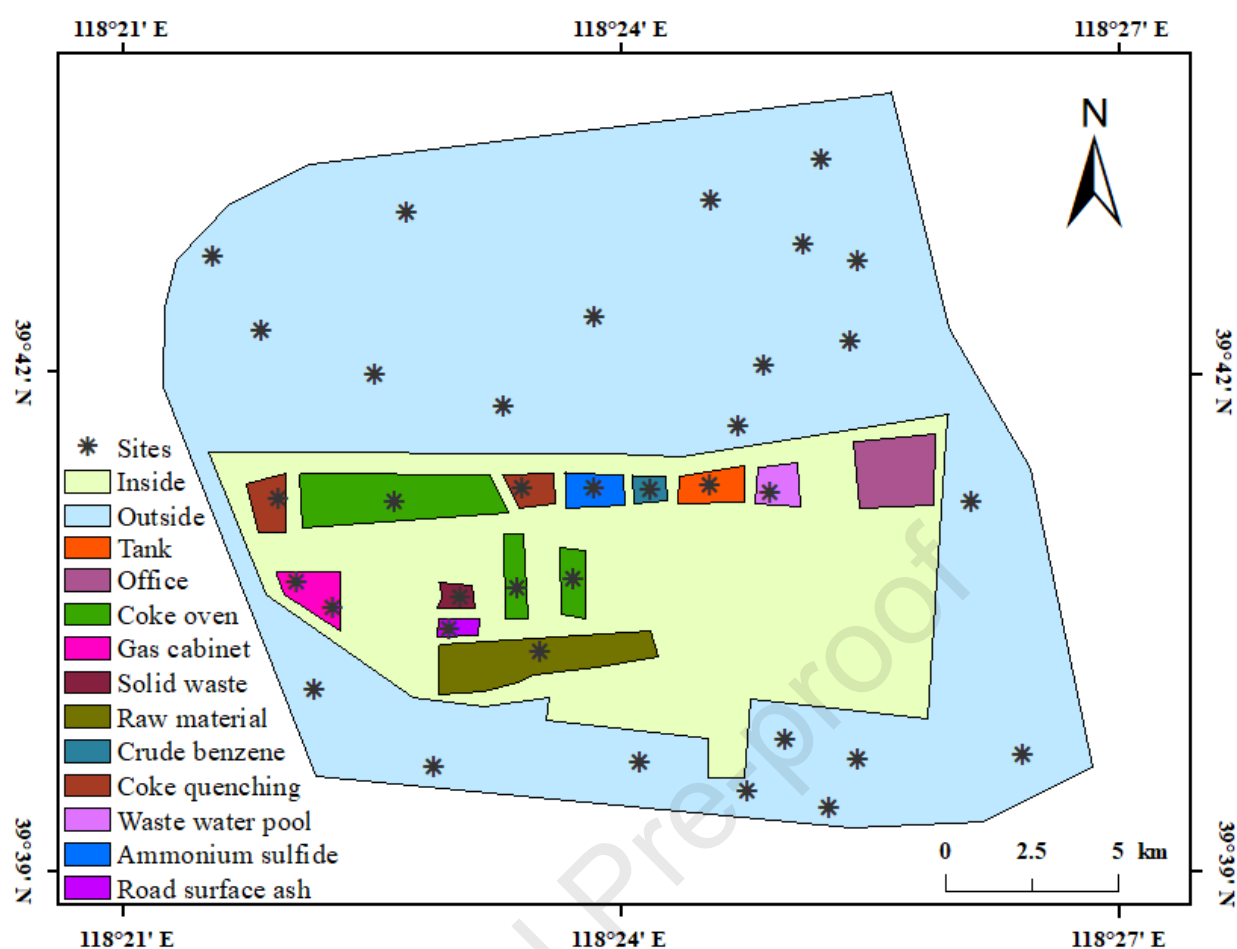 118°21' E 118°24' E 118°27' E
N
39°42' N
39°42' N
Sites
Inside
Outside
Tank
Office
Coke oven
Gas cabinet
Solid waste
Raw material
Crude benzene
Coke quenching
Waste water pool
Ammonium sulfide
Road surface ash
0 2.5 5 km
39°39' N
39°39' N
118°21' E 118°24' E 118°27' E
l Pre-proof